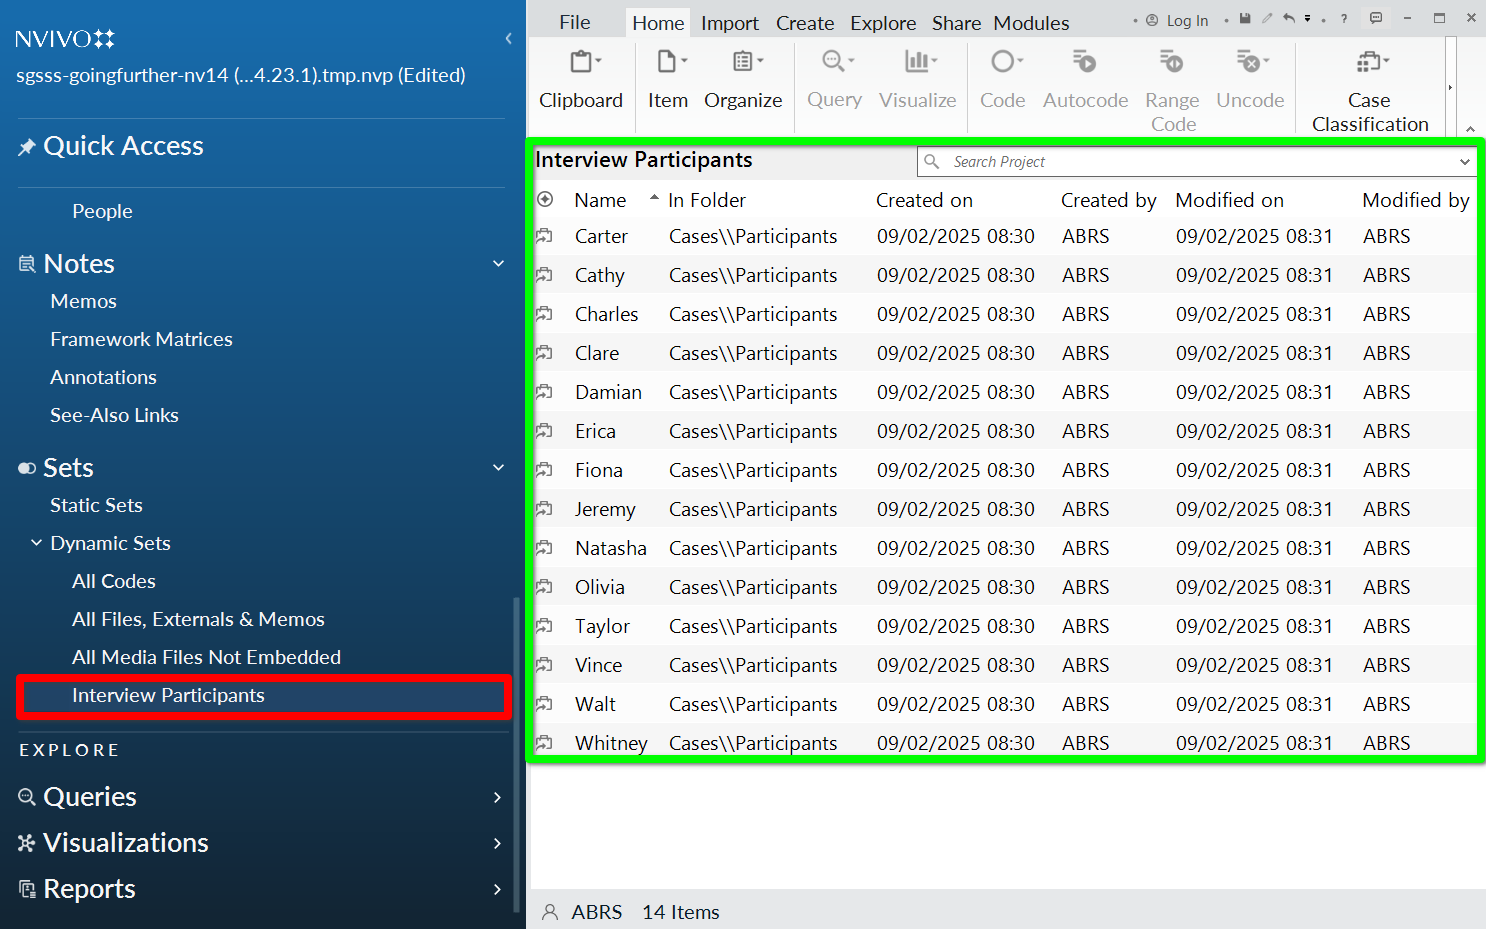 NVIVO
sgsss-goingfurther-nv14 (...4.23.1).tmp.nvp (Edited)
Quick Access
People
Notes
Memos
Framework Matrices
Annotations
See-Also Links
Sets
Static Sets
Dynamic Sets
All Codes
All Files, Externals & Memos
All Media Files Not Embedded
Interview Participants
EXPLORE
Queries
Visualizations
Reports
File Home Import Create Explore Share Modules Log In ?
Clipboard Item Organize Query Visualize Code Autocode Range Code Uncode Case Classification
Interview Participants Search Project
Name In Folder Created on Created by Modified on Modified by
Carter Cases\\Participants 09/02/2025 08:30 ABRS 09/02/2025 08:31 ABRS
Cathy Cases\\Participants 09/02/2025 08:30 ABRS 09/02/2025 08:31 ABRS
Charles Cases\\Participants 09/02/2025 08:30 ABRS 09/02/2025 08:31 ABRS
Clare Cases\\Participants 09/02/2025 08:30 ABRS 09/02/2025 08:31 ABRS
Damian Cases\\Participants 09/02/2025 08:30 ABRS 09/02/2025 08:31 ABRS
Erica Cases\\Participants 09/02/2025 08:30 ABRS 09/02/2025 08:31 ABRS
Fiona Cases\\Participants 09/02/2025 08:30 ABRS 09/02/2025 08:31 ABRS
Jeremy Cases\\Participants 09/02/2025 08:30 ABRS 09/02/2025 08:31 ABRS
Natasha Cases\\Participants 09/02/2025 08:30 ABRS 09/02/2025 08:31 ABRS
Olivia Cases\\Participants 09/02/2025 08:30 ABRS 09/02/2025 08:31 ABRS
Taylor Cases\\Participants 09/02/2025 08:30 ABRS 09/02/2025 08:31 ABRS
Vince Cases\\Participants 09/02/2025 08:30 ABRS 09/02/2025 08:31 ABRS
Walt Cases\\Participants 09/02/2025 08:30 ABRS 09/02/2025 08:31 ABRS
Whitney Cases\\Participants 09/02/2025 08:30 ABRS 09/02/2025 08:31 ABRS
ABRS 14 Items